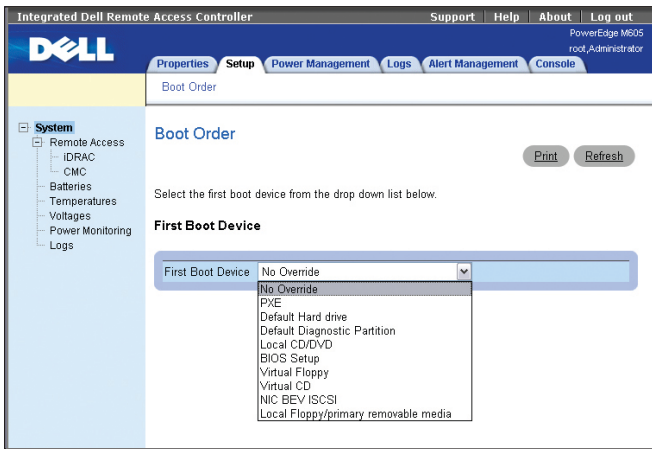 Integrated Dell Remote Access Controller
Support | Help | About | Log out
PowerEdge M605
root,Administrator
DELL
Properties Setup Power Management Logs Alert Management Console
Boot Order
System
Remote Access
iDRAC
CMC
Batteries
Temperatures
Voltages
Power Monitoring
Logs
Boot Order
Print Refresh
Select the first boot device from the drop down list below.
First Boot Device
First Boot Device No Override
No Override
PXE
Default Hard drive
Default Diagnostic Partition
Local CD/DVD
BIOS Setup
Virtual Floppy
Virtual CD
NIC BEV ISCSI
Local Floppy/primary removable media